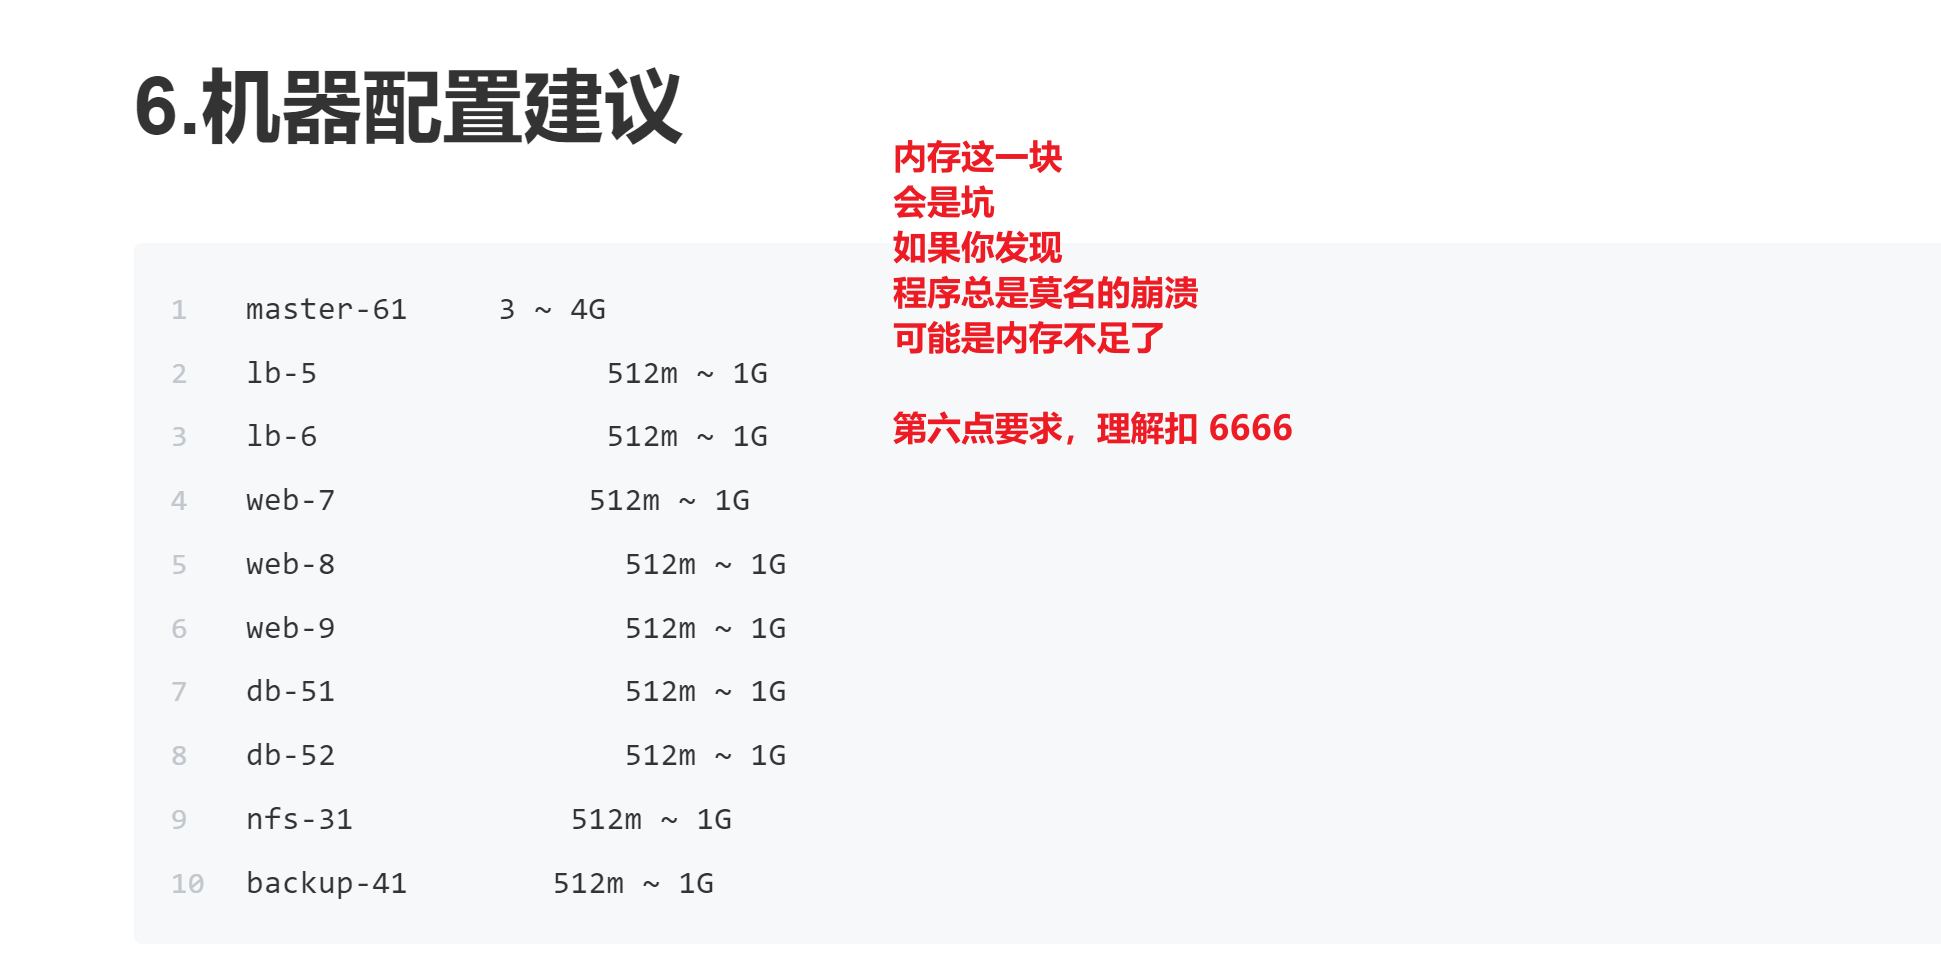 6.机器配置建议
内存这一块
会是坑
如果你发现
程序总是莫名的崩溃
可能是内存不足了
第六点要求，理解扣 6666
1 master-61 3 ~ 4G
2 lb-5 512m ~ 1G
3 lb-6 512m ~ 1G
4 web-7 512m ~ 1G
5 web-8 512m ~ 1G
6 web-9 512m ~ 1G
7 db-51 512m ~ 1G
8 db-52 512m ~ 1G
9 nfs-31 512m ~ 1G
10 backup-41 512m ~ 1G